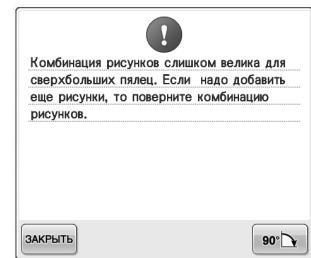 Комбинация рисунков слишком велика для
сверхбольших пялец. Если надо добавить
еще рисунки, то поверните комбинацию
рисунков.
ЗАКРЫТЬ
90°